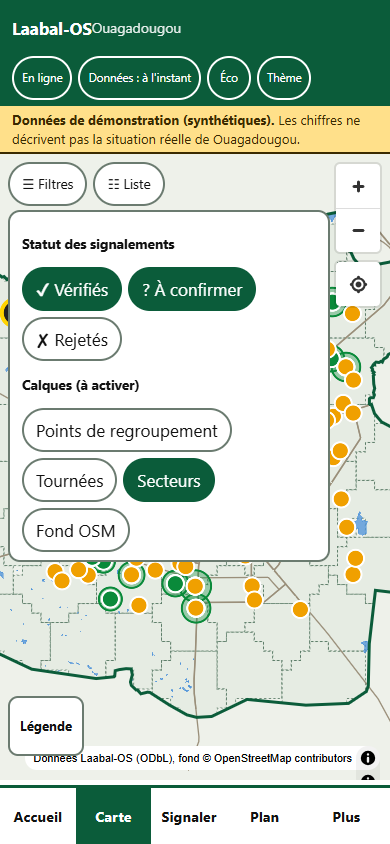 Laabal-OS Ouagadougou
En ligne Données : à l'instant Éco Thème
Données de démonstration (synthétiques). Les chiffres ne
décrivent pas la situation réelle de Ouagadougou.
☰ Filtres ☷ Liste
+
−
Statut des signalements
✔ Vérifiés ? À confirmer
✘ Rejetés
Calques (à activer)
Points de regroupement
Tournées Secteurs
Fond OSM
Légende
Données Laabal-OS (ODbL), fond © OpenStreetMap contributors
Accueil Carte Signaler Plan Plus